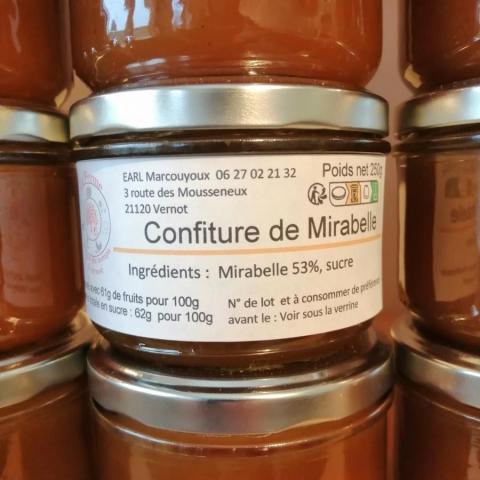 EARL Marcouyoux 06 27 02 21 32
Poids net 250g
3 route des Mousseneux
21120 Vernot
Confiture de Mirabelle
Ingrédients : Mirabelle 53%, sucre
avec 61g de fruits pour 100g
en sucre : 62g pour 100g
N° de lot et à consommer de
avant le : Voir sous la verrine